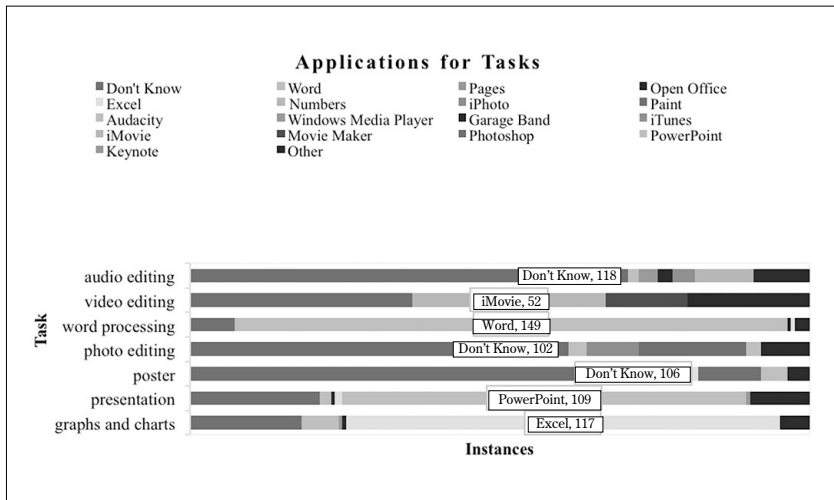 Applications for Tasks
Don't Know Word Pages Open Office
Excel Numbers iPhoto Paint
Audacity Windows Media Player Garage Band iTunes
iMovie Movie Maker Photoshop PowerPoint
Keynote Other
Task
audio editing Don't Know, 118
video editing iMovie, 52
word processing Word, 149
photo editing Don't Know, 102
poster Don't Know, 106
presentation PowerPoint, 109
graphs and charts Excel, 117
Instances